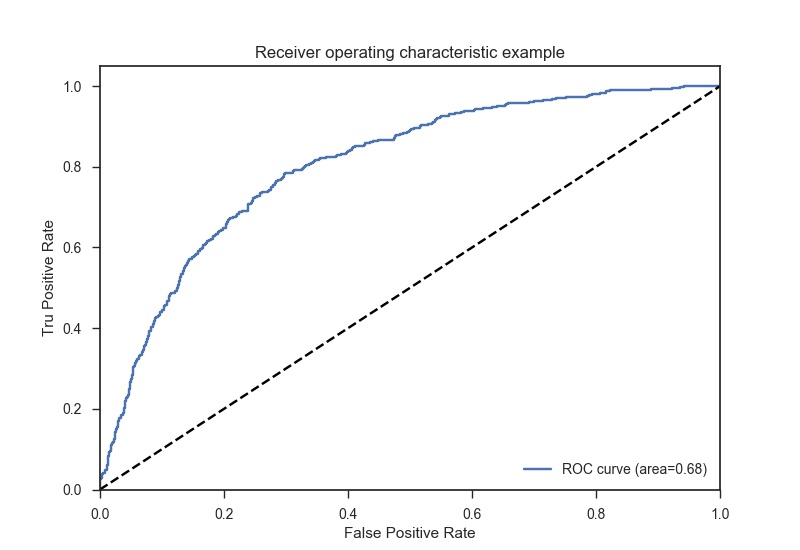 Receiver operating characteristic example
1.0
0.8
0.6
0.4
0.2
0.0
Tru Positive Rate
ROC curve (area=0.68)
0.0 0.2 0.4 0.6 0.8 1.0
False Positive Rate